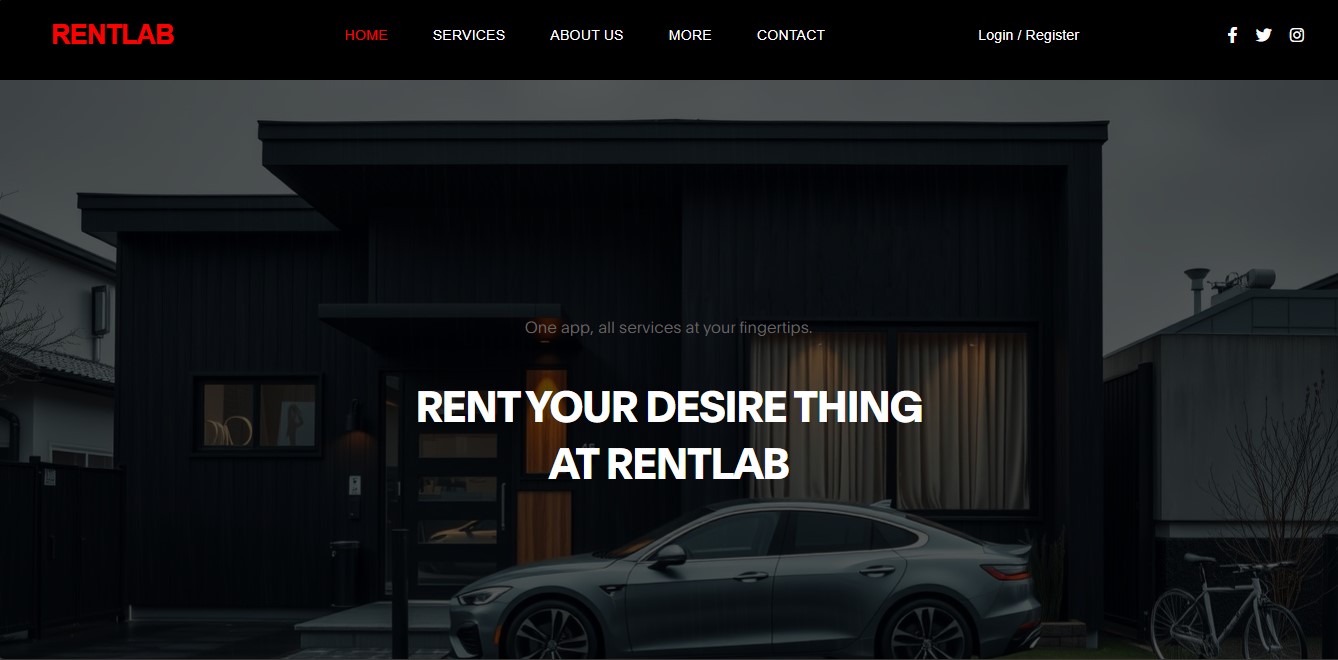 RENTLAB
HOME SERVICES ABOUT US MORE CONTACT Login / Register
One app, all services at your fingertips.
RENT YOUR DESIRE THING
AT RENTLAB